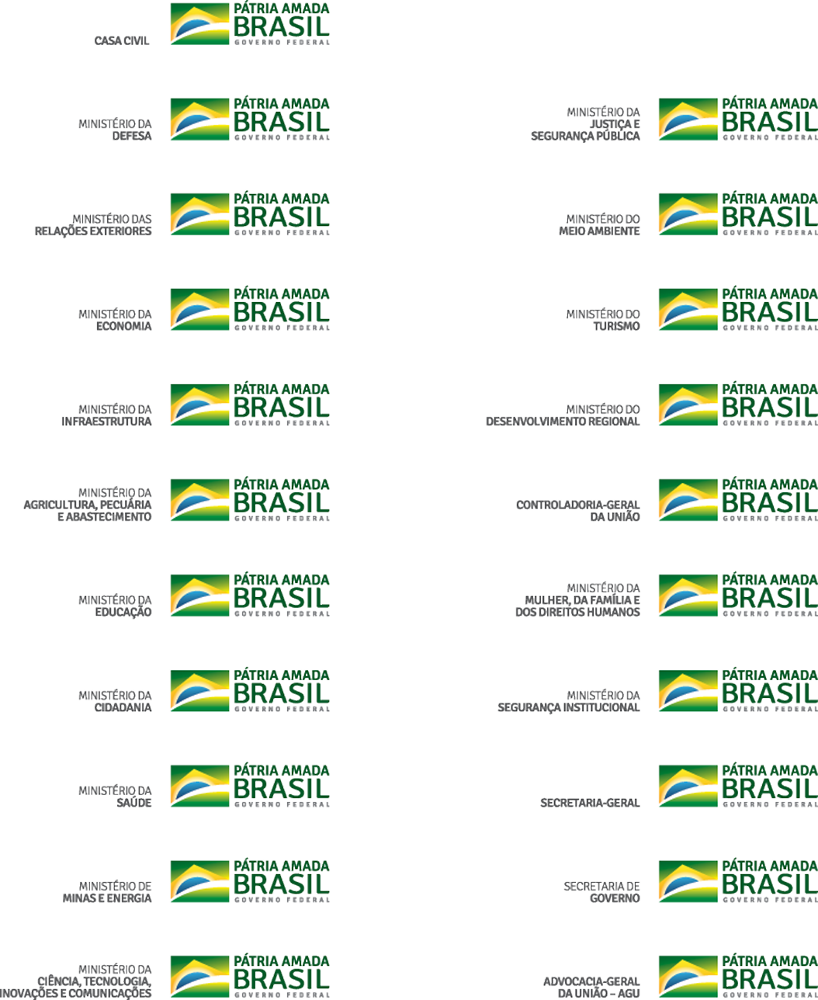 CASA CIVIL
PÁTRIA AMADA
BRASIL
GOVERNO FEDERAL
MINISTÉRIO DA
DEFESA
PÁTRIA AMADA
BRASIL
GOVERNO FEDERAL
MINISTÉRIO DA
JUSTIÇA E
SEGURANÇA PÚBLICA
PÁTRIA AMADA
BRASIL
GOVERNO FEDERAL
MINISTÉRIO DAS
RELAÇÕES EXTERIORES
PÁTRIA AMADA
BRASIL
GOVERNO FEDERAL
MINISTÉRIO DO
MEIO AMBIENTE
PÁTRIA AMADA
BRASIL
GOVERNO FEDERAL
MINISTÉRIO DA
ECONOMIA
PÁTRIA AMADA
BRASIL
GOVERNO FEDERAL
MINISTÉRIO DO
TURISMO
PÁTRIA AMADA
BRASIL
GOVERNO FEDERAL
MINISTÉRIO DA
INFRAESTRUTURA
PÁTRIA AMADA
BRASIL
GOVERNO FEDERAL
MINISTÉRIO DO
DESENVOLVIMENTO REGIONAL
PÁTRIA AMADA
BRASIL
GOVERNO FEDERAL
MINISTÉRIO DA
AGRICULTURA, PECUÁRIA
E ABASTECIMENTO
PÁTRIA AMADA
BRASIL
GOVERNO FEDERAL
CONTROLADORIA-GERAL
DA UNIÃO
PÁTRIA AMADA
BRASIL
GOVERNO FEDERAL
MINISTÉRIO DA
EDUCAÇÃO
PÁTRIA AMADA
BRASIL
GOVERNO FEDERAL
MINISTÉRIO DA
MULHER, DA FAMÍLIA E
DOS DIREITOS HUMANOS
PÁTRIA AMADA
BRASIL
GOVERNO FEDERAL
MINISTÉRIO DA
CIDADANIA
PÁTRIA AMADA
BRASIL
GOVERNO FEDERAL
MINISTÉRIO DA
SEGURANÇA INSTITUCIONAL
PÁTRIA AMADA
BRASIL
GOVERNO FEDERAL
MINISTÉRIO DA
SAÚDE
PÁTRIA AMADA
BRASIL
GOVERNO FEDERAL
SECRETARIA-GERAL
PÁTRIA AMADA
BRASIL
GOVERNO FEDERAL
MINISTÉRIO DE
MINAS E ENERGIA
PÁTRIA AMADA
BRASIL
GOVERNO FEDERAL
SECRETARIA DE
GOVERNO
PÁTRIA AMADA
BRASIL
GOVERNO FEDERAL
MINISTÉRIO DA
CIÊNCIA, TECNOLOGIA,
INOVAÇÕES E COMUNICAÇÕES
PÁTRIA AMADA
BRASIL
GOVERNO FEDERAL
ADVOCACIA-GERAL
DA UNIÃO – AGU
PÁTRIA AMADA
BRASIL
GOVERNO FEDERAL